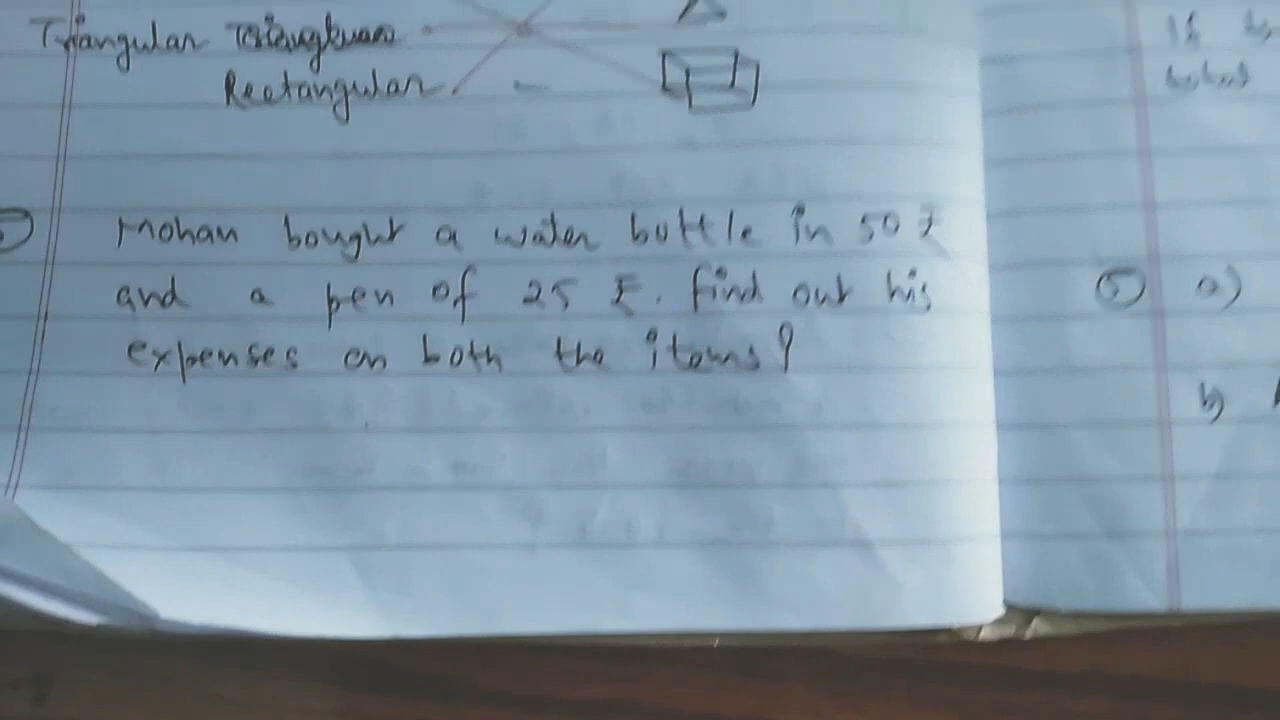 Triangular
Rectangular
Mohan bought a water bottle in 50 ₹
and a pen of 25 ₹. find out his
expenses on both the items?
If
5 a)
b)